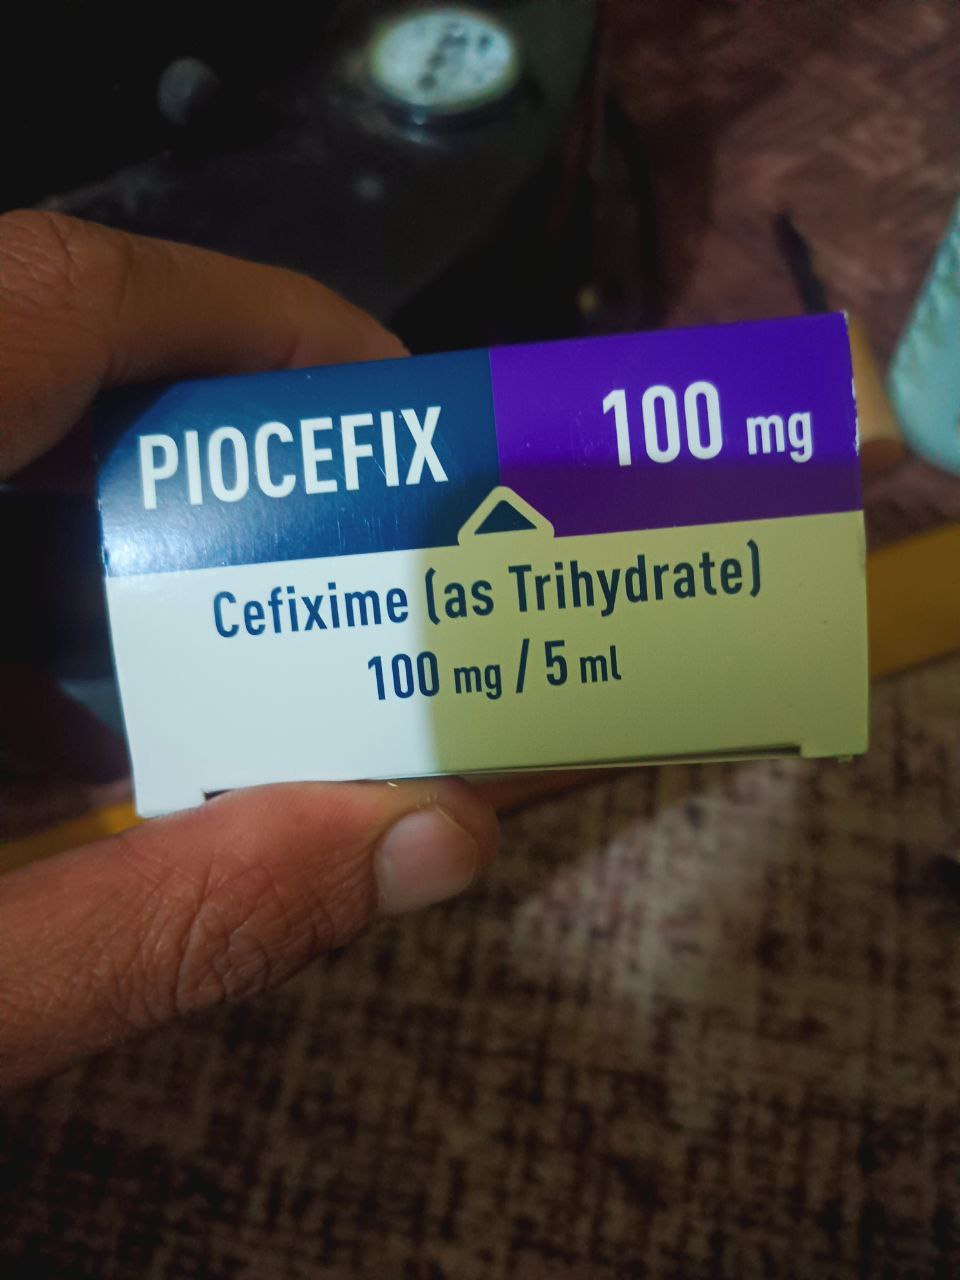 PIOCEFIX
100 mg
Cefixime (as Trihydrate)
100 mg / 5 ml